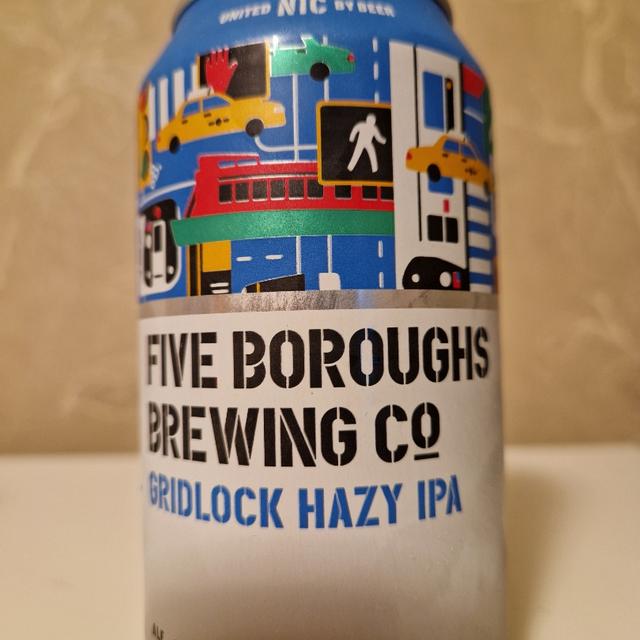 UNITED NYC BY BEER
FIVE BOROUGHS
BREWING Co
GRIDLOCK HAZY IPA